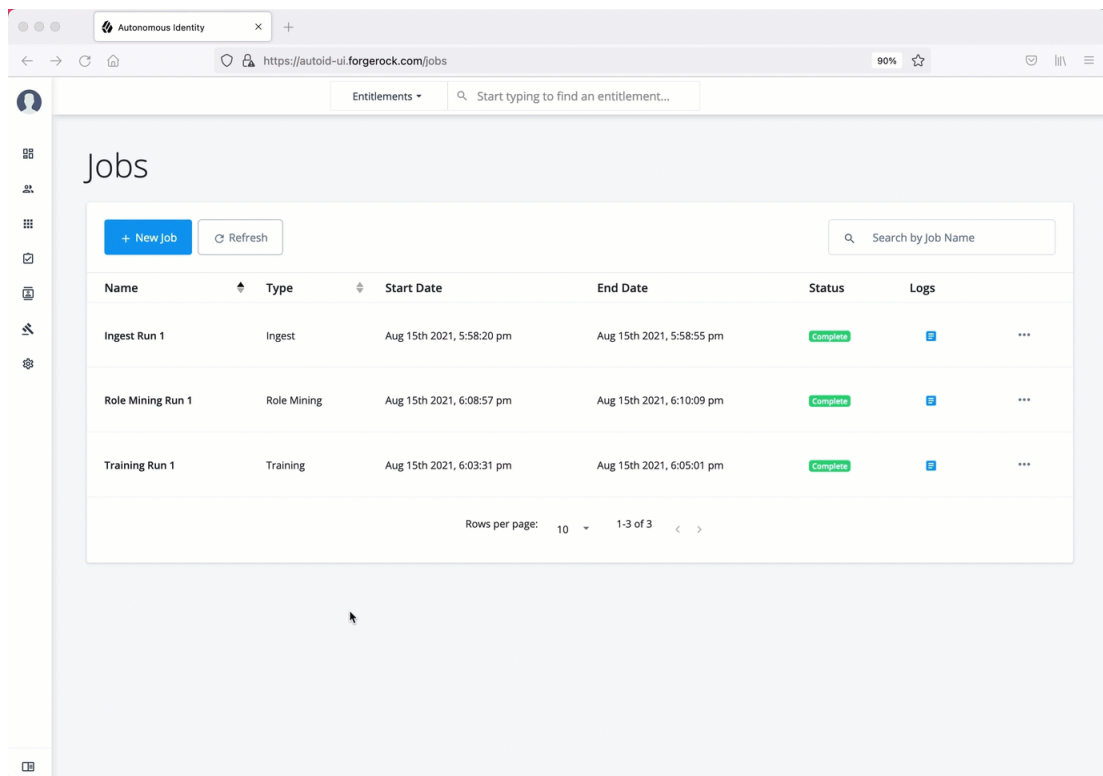 Autonomous Identity
https://autoid-ui.forgerock.com/jobs
90%
Entitlements
Start typing to find an entitlement...
Jobs
+ New Job
Refresh
Search by Job Name
Name Type Start Date End Date Status Logs
Ingest Run 1 Ingest Aug 15th 2021, 5:58:20 pm Aug 15th 2021, 5:58:55 pm Complete
Role Mining Run 1 Role Mining Aug 15th 2021, 6:08:57 pm Aug 15th 2021, 6:10:09 pm Complete
Training Run 1 Training Aug 15th 2021, 6:03:31 pm Aug 15th 2021, 6:05:01 pm Complete
Rows per page: 10 1-3 of 3